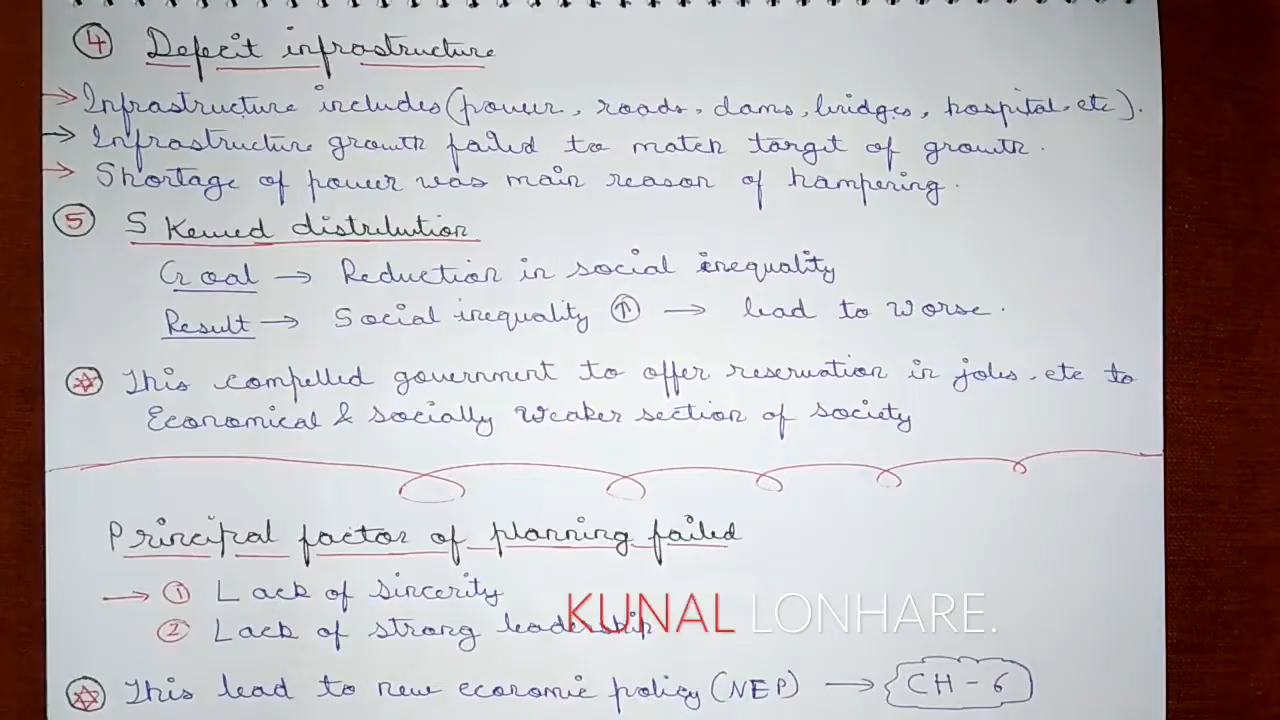 ④ Deficit infrastructure
→ Infrastructure includes (power, roads, dams, bridges, hospital, etc).
→ Infrastructure growth failed to match target of growth.
→ Shortage of power was main reason of hampering.
⑤ Skewed distribution
Goal → Reduction in social inequality
Result → Social inequality ↑ → lead to worse.
This compelled government to offer reservation in jobs, etc to
Economical & socially weaker section of society
Principal factor of planning failed
→ ① Lack of sincerity
② Lack of strong leadership
KUNAL LONHARE.
This lead to new economic policy (NEP) → CH-6